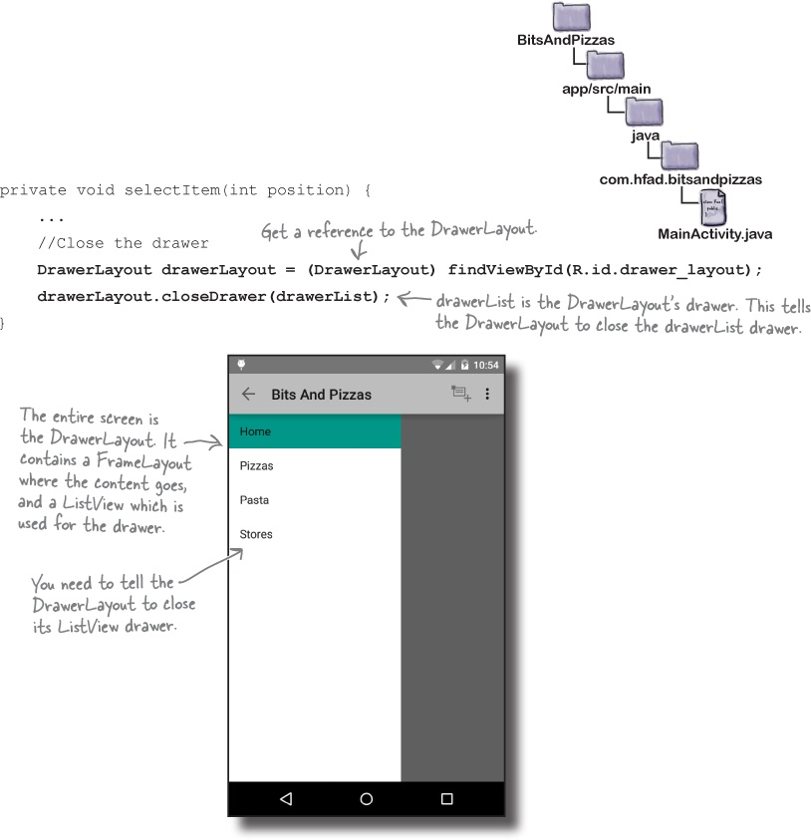 BitsAndPizzas
app/src/main
java
com.hfad.bitsandpizzas
MainActivity.java
private void selectItem(int position) {
...
//Close the drawer
Get a reference to the DrawerLayout.
DrawerLayout drawerLayout = (DrawerLayout) findViewById(R.id.drawer_layout);
drawerLayout.closeDrawer(drawerList);
drawerList is the DrawerLayout's drawer. This tells
the DrawerLayout to close the drawerList drawer.
}
10:54
Bits And Pizzas
The entire screen is
the DrawerLayout. It
contains a FrameLayout
where the content goes,
and a ListView which is
used for the drawer.
Home
Pizzas
Pasta
Stores
You need to tell the
DrawerLayout to close
its ListView drawer.